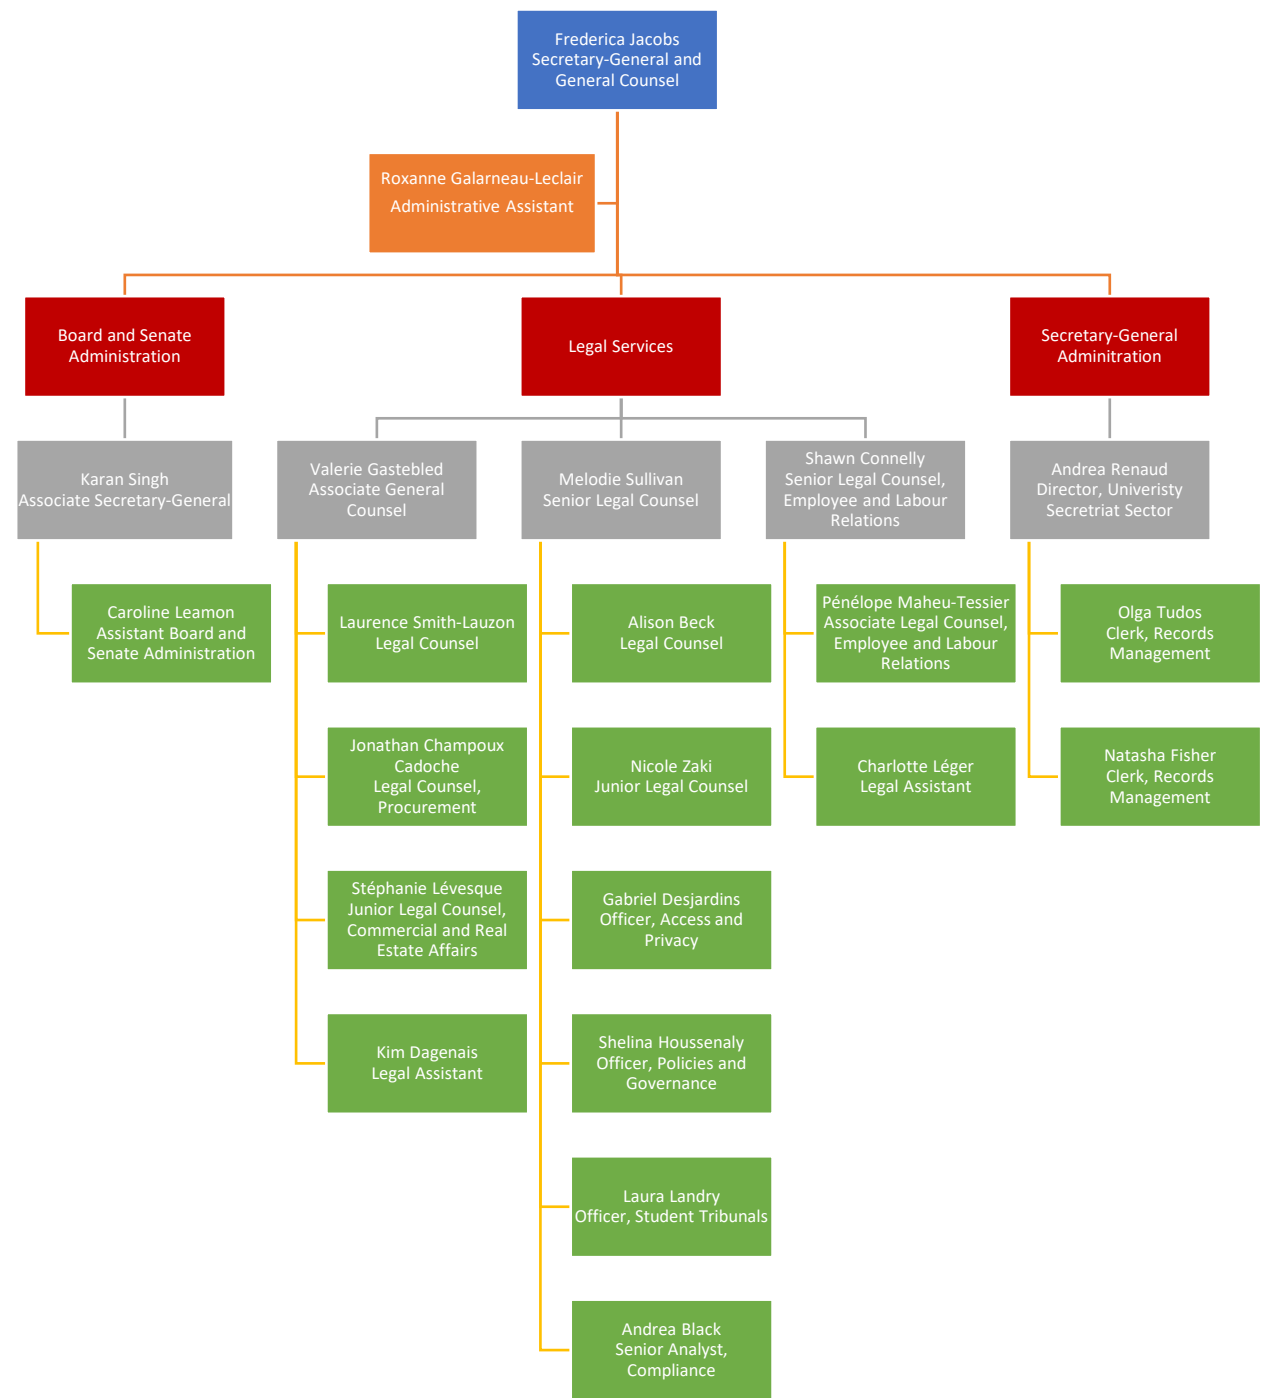 Frederica Jacobs
Secretary-General and
General Counsel
Roxanne Galarneau-Leclair
Administrative Assistant
Board and Senate
Administration
Legal Services
Secretary-General
Adminitration
Karan Singh
Associate Secretary-General
Valerie Gastebled
Associate General
Counsel
Melodie Sullivan
Senior Legal Counsel
Shawn Connelly
Senior Legal Counsel,
Employee and Labour
Relations
Andrea Renaud
Director, Univeristy
Secretriat Sector
Caroline Leamon
Assistant Board and
Senate Administration
Laurence Smith-Lauzon
Legal Counsel
Alison Beck
Legal Counsel
Pénélope Maheu-Tessier
Associate Legal Counsel,
Employee and Labour
Relations
Olga Tudos
Clerk, Records
Management
Jonathan Champoux
Cadoche
Legal Counsel,
Procurement
Nicole Zaki
Junior Legal Counsel
Charlotte Léger
Legal Assistant
Natasha Fisher
Clerk, Records
Management
Stéphanie Lévesque
Junior Legal Counsel,
Commercial and Real
Estate Affairs
Gabriel Desjardins
Officer, Access and
Privacy
Kim Dagenais
Legal Assistant
Shelina Houssenaly
Officer, Policies and
Governance
Laura Landry
Officer, Student Tribunals
Andrea Black
Senior Analyst,
Compliance